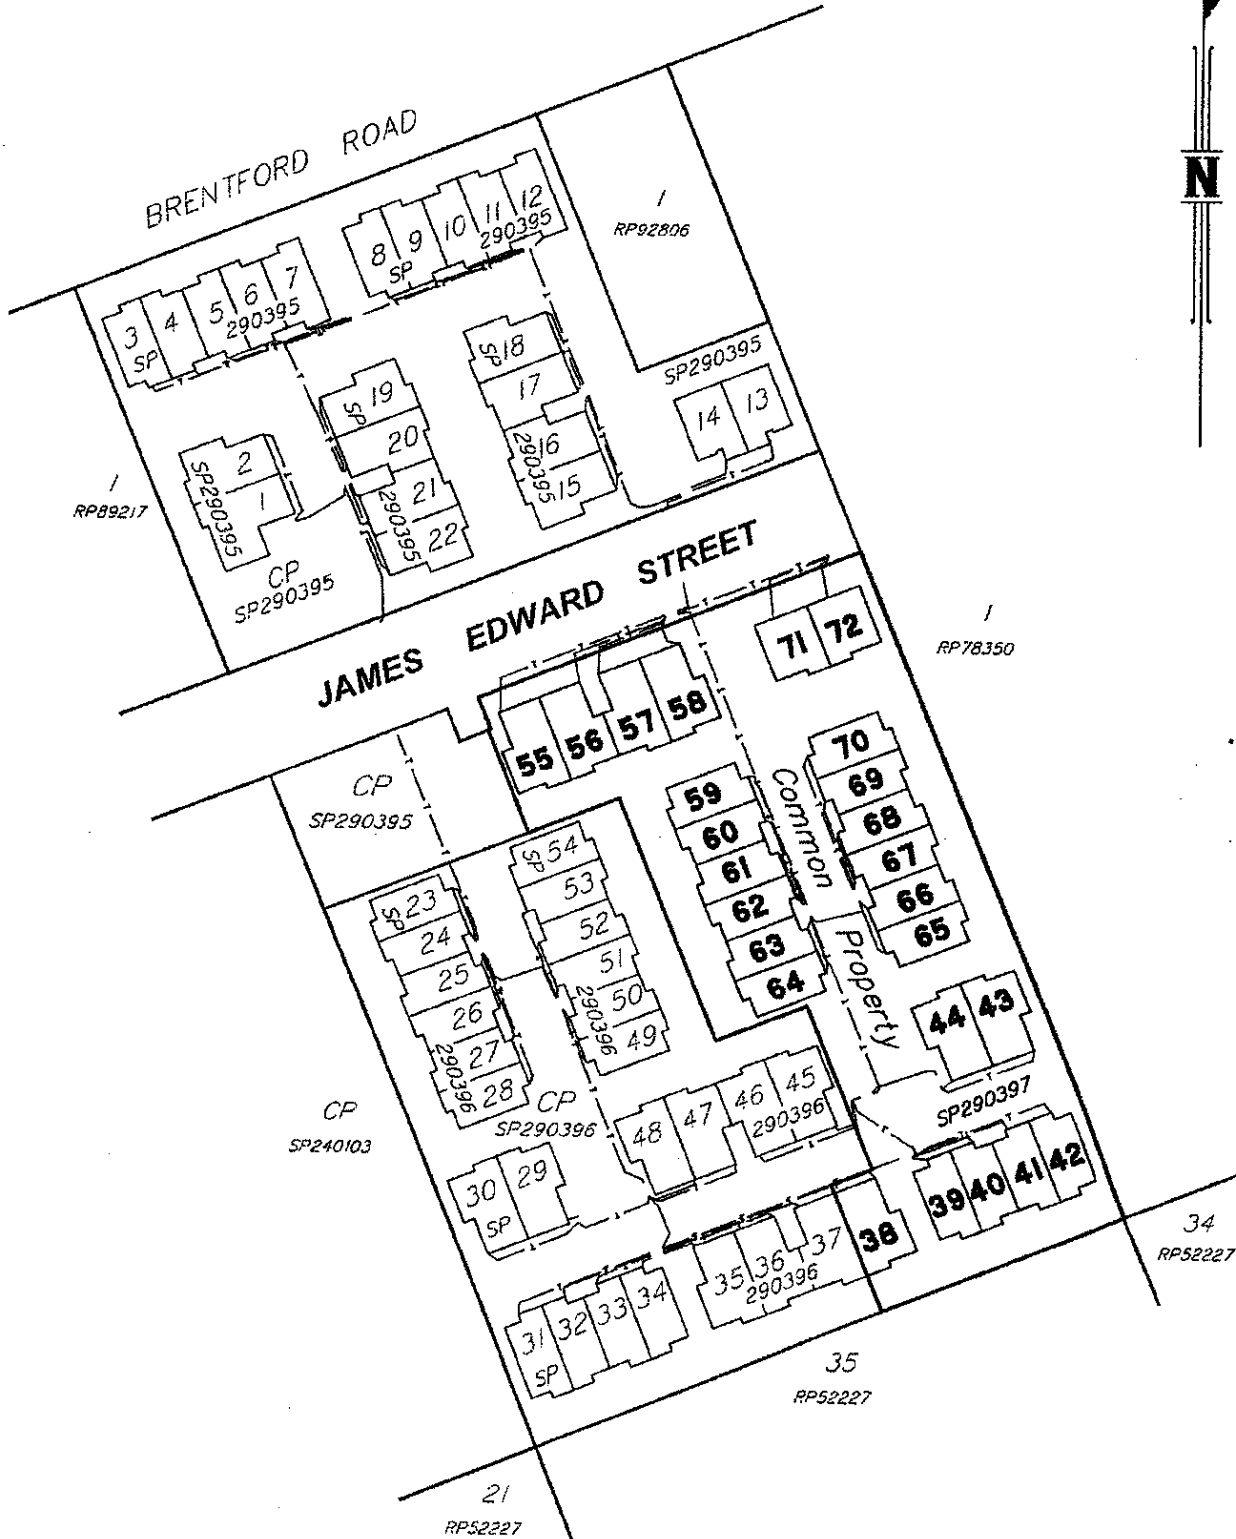 N
BRENTFORD ROAD
1
RP92806
8 9 10 11 12
SP 290395
3 4 5 6 7
SP 290395
SP290395
14 13
SP 18
17
16
15
290395
SP 19
20
21
22
290395
2
1
SP290395
1
RP89217
CP
SP290395
JAMES EDWARD STREET
71 72
1
RP78350
55 56 57 58
CP
SP290395
59
60
61
62
63
64
Common Property
70
69
68
67
66
65
SP 54
53
52
51
50
49
290396
SP 23
24
25
26
27
28
290396
44 43
SP290397
CP
SP240103
CP
SP290396
48 47 46 45
290396
30 29
SP
39 40 41 42
35 36 37 38
290396
31 32 33 34
SP
34
RP52227
35
RP52227
21
RP52227